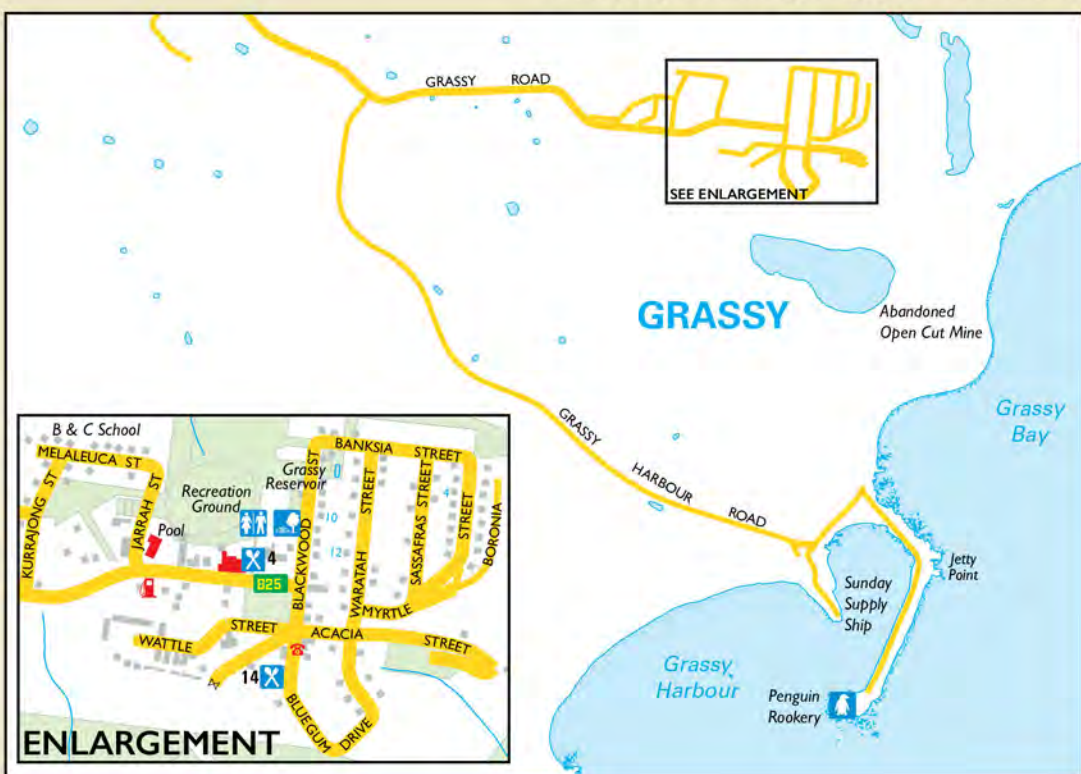 GRASSY ROAD
SEE ENLARGEMENT
GRASSY
Abandoned
Open Cut Mine
Grassy
Bay
GRASSY HARBOUR ROAD
Jetty
Point
Sunday
Supply
Ship
Grassy
Harbour
Penguin
Rookery
B & C School
MELALEUCA ST
KURRAJONG ST
JARRAH ST
Pool
Recreation
Ground
Grassy
Reservoir
BANKSIA STREET
BLACKWOOD ST
WARATAH STREET
SASSAFRAS STREET
STREET
BORONIA
MYRTLE
0
4
10
12
4
B25
WATTLE STREET
ACACIA STREET
14
BLUEGUM DRIVE
ENLARGEMENT